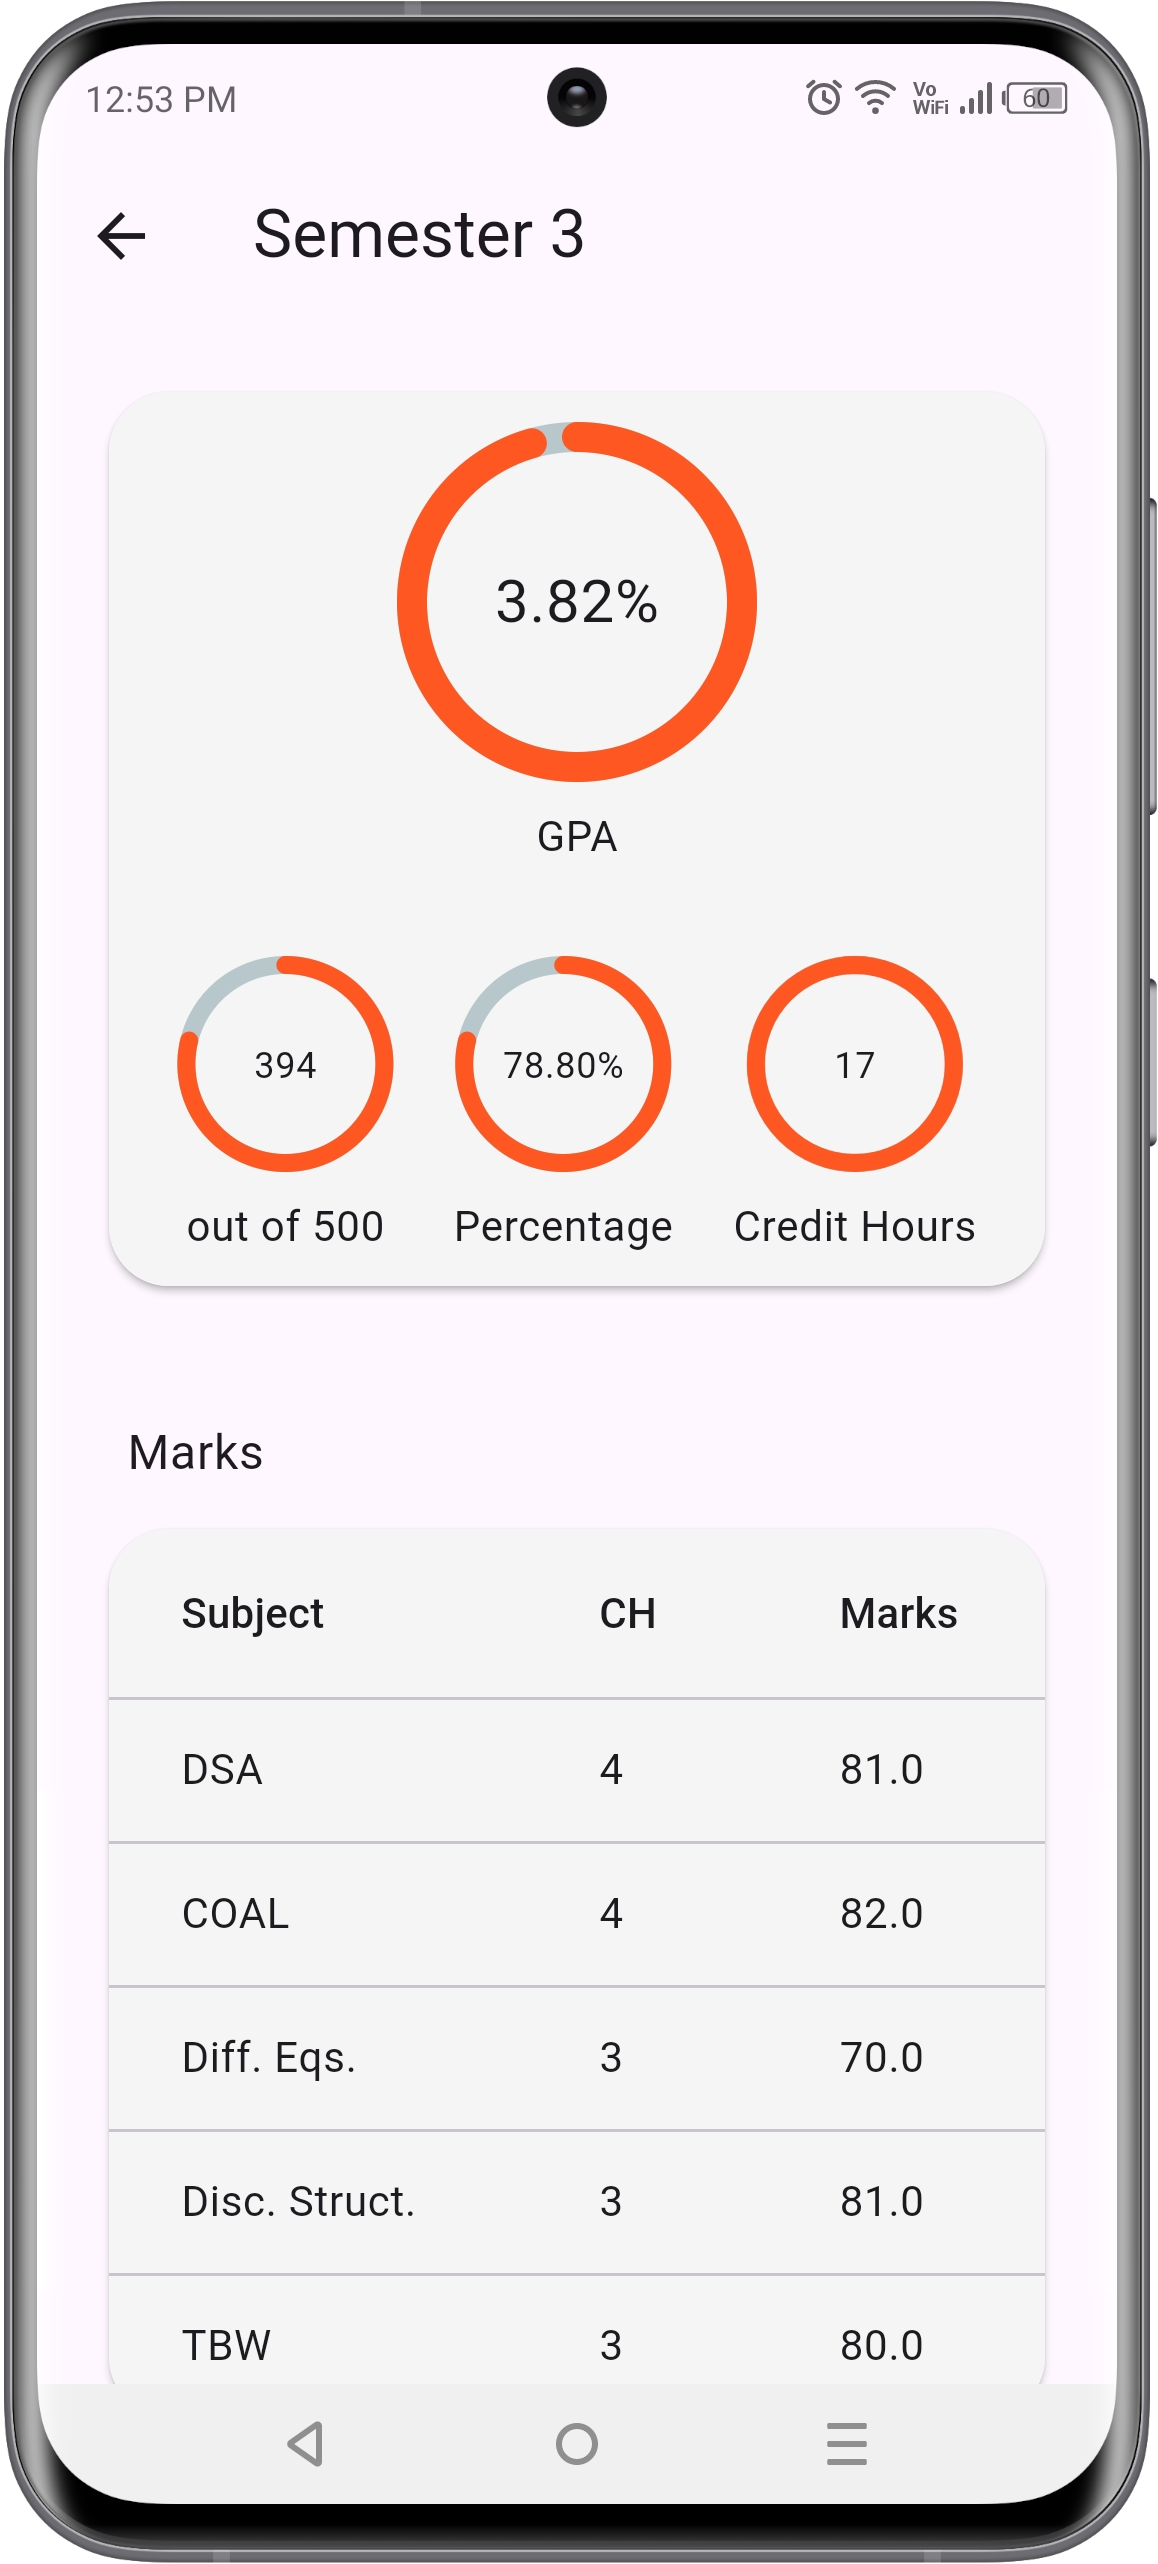 12:53 PM
Vo
WiFi
60
Semester 3
3.82%
GPA
394
78.80%
17
out of 500
Percentage
Credit Hours
Marks
Subject CH Marks
DSA 4 81.0
COAL 4 82.0
Diff. Eqs. 3 70.0
Disc. Struct. 3 81.0
TBW 3 80.0